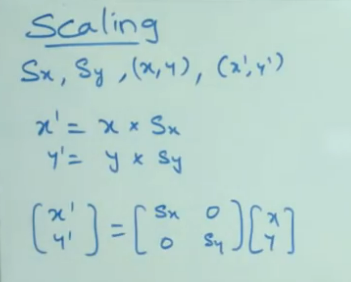 Scaling
Sx, Sy, (x,y), (x',y')
x' = x × Sx
y' = y × Sy
(x' y') = [Sx 0 0 Sy] [x y]